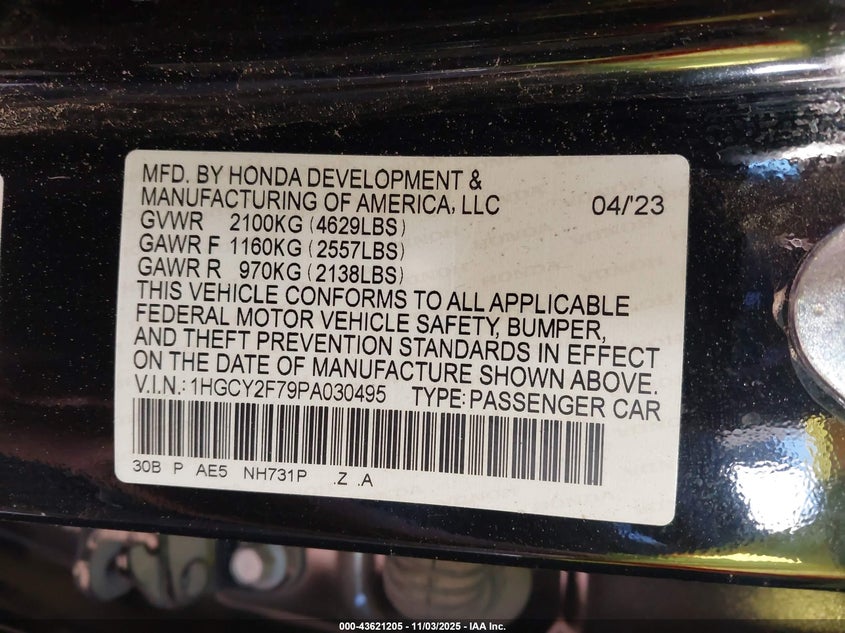 MFD. BY HONDA DEVELOPMENT &
MANUFACTURING OF AMERICA, LLC 04/'23
GVWR 2100KG (4629LBS)
GAWR F 1160KG (2557LBS)
GAWR R 970KG (2138LBS)
THIS VEHICLE CONFORMS TO ALL APPLICABLE
FEDERAL MOTOR VEHICLE SAFETY, BUMPER,
AND THEFT PREVENTION STANDARDS IN EFFECT
ON THE DATE OF MANUFACTURE SHOWN ABOVE.
V.I.N.: 1HGCY2F79PA030495 TYPE: PASSENGER CAR
30B P AE5 NH731P .Z .A
000-43621205 - 11/03/2025 - IAA Inc.